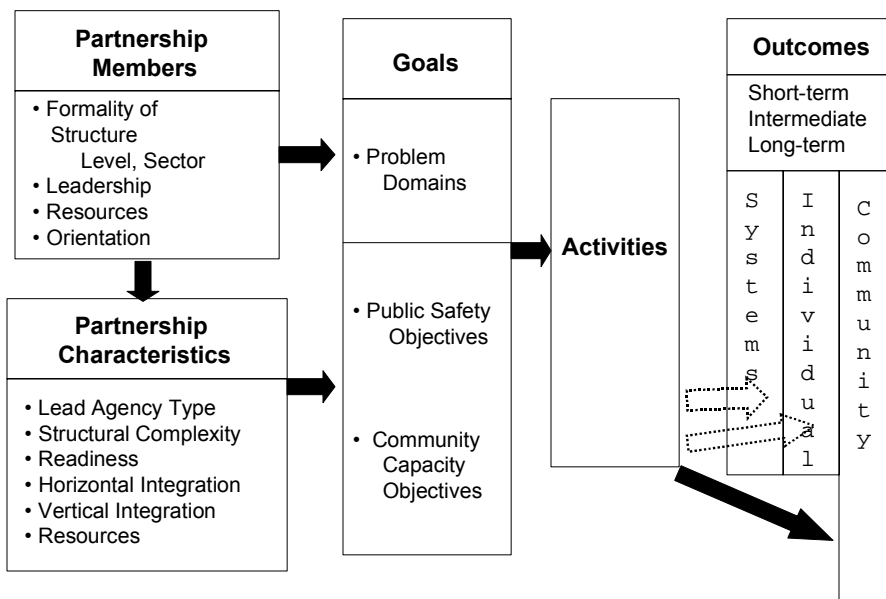 Partnership
Members
• Formality of
Structure
Level, Sector
• Leadership
• Resources
• Orientation
Partnership
Characteristics
• Lead Agency Type
• Structural Complexity
• Readiness
• Horizontal Integration
• Vertical Integration
• Resources
Goals
• Problem
Domains
• Public Safety
Objectives
• Community
Capacity
Objectives
Activities
Outcomes
Short-term
Intermediate
Long-term
Systems
Individual
Community